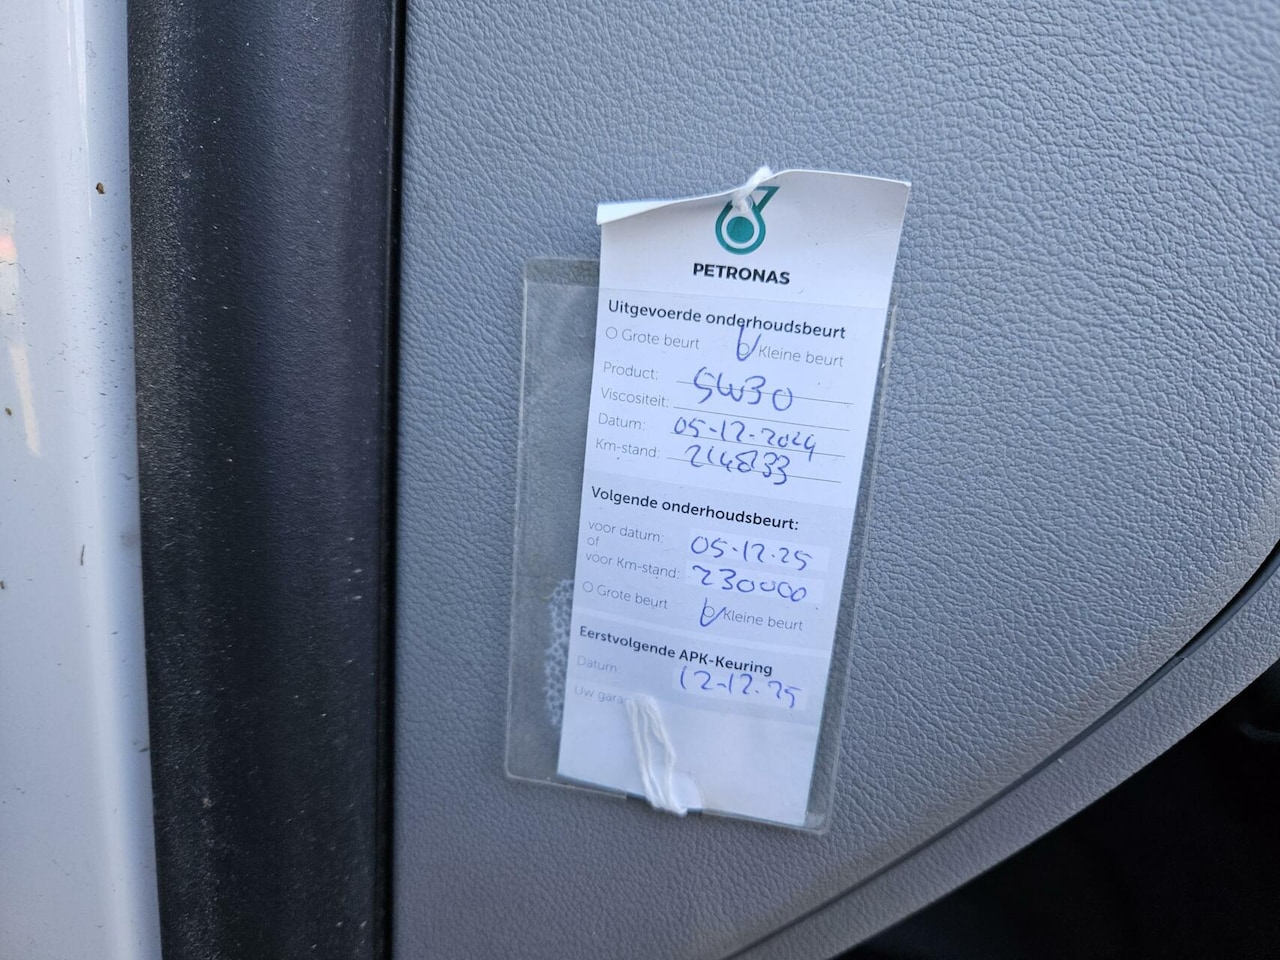 PETRONAS
Uitgevoerde onderhoudsbeurt
O Grote beurt O Kleine beurt
Product: 5W30
Viscositeit:
Datum: 05-12-2024
Km-stand: 214833
Volgende onderhoudsbeurt:
voor datum: 05-12-25
of
voor Km-stand: 230000
O Grote beurt O Kleine beurt
Eerstvolgende APK-Keuring
Datum: 12-12-25
Uw gara